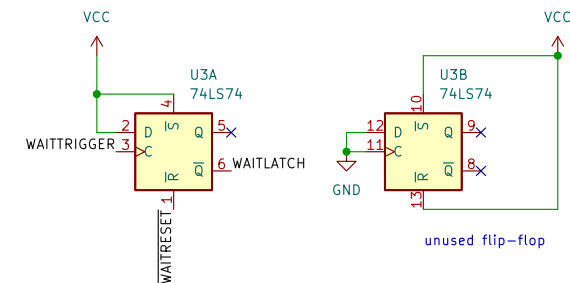 VCC
VCC
U3A
74LS74
U3B
74LS74
4
10
2
D
S
Q
5
12
D
S
Q
9
WAITTRIGGER
3
C
11
C
R
Q
6
WAITLATCH
R
Q
8
1
GND
13
WAITRESET
unused flip-flop